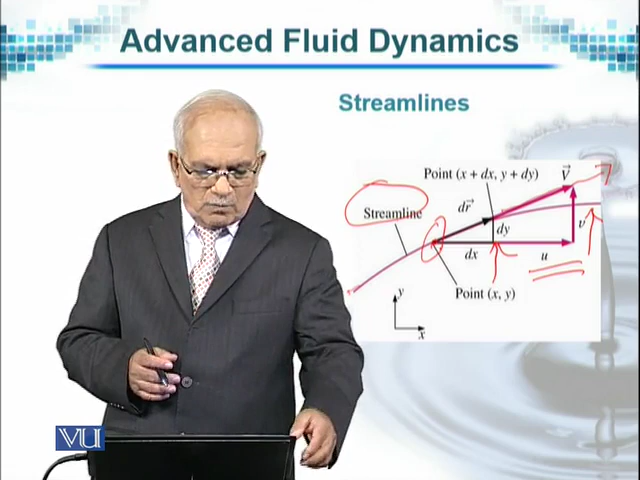 Advanced Fluid Dynamics
Streamlines
Point (x + dx, y + dy)
V⃗
dr⃗
Streamline
dy
v
dx
u
Point (x, y)
y
x
VU